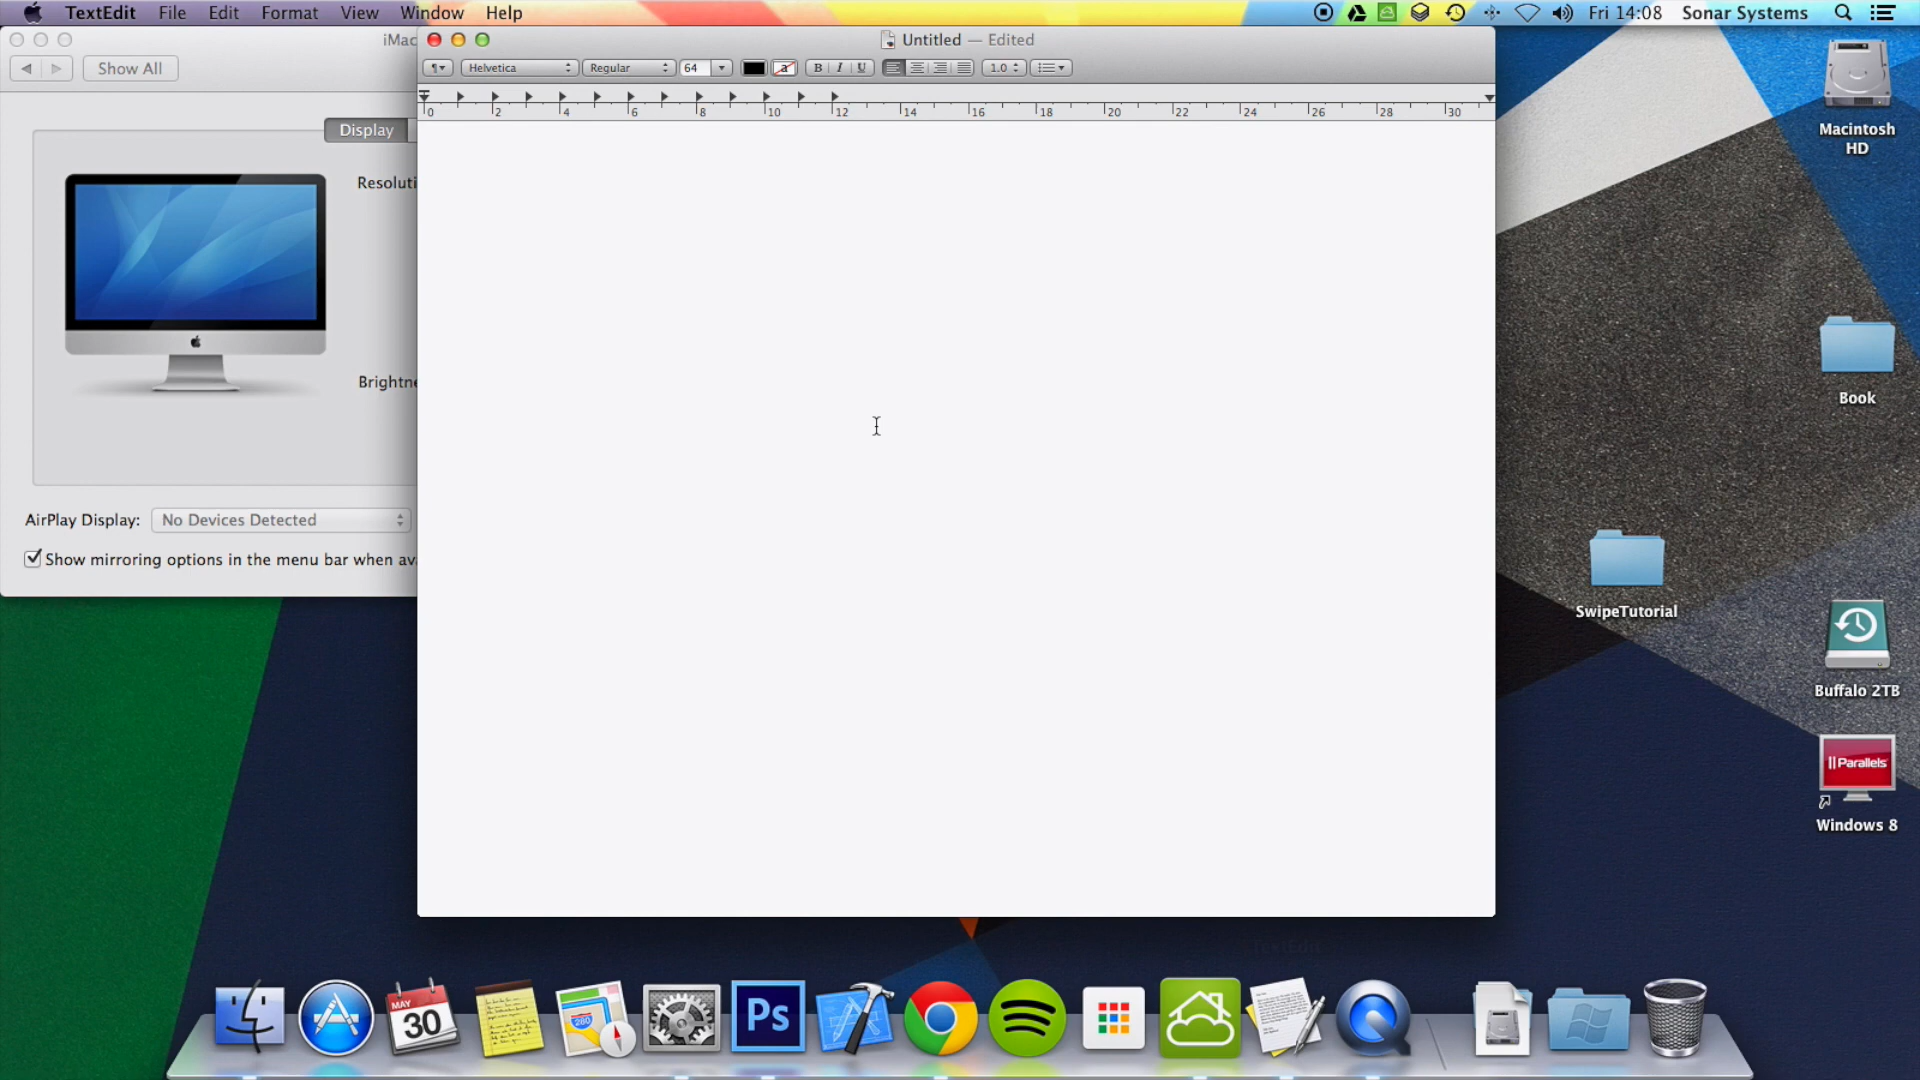 TextEdit File Edit Format View Window Help
Fri 14:08 Sonar Systems
iMac
Untitled — Edited
Show All
Helvetica Regular 64 a B I U 1.0
0 2 4 6 8 10 12 14 16 18 20 22 24 26 28 30
Display
Resoluti
Brightne
AirPlay Display: No Devices Detected
Show mirroring options in the menu bar when av
Macintosh
HD
Book
SwipeTutorial
Buffalo 2TB
Parallels
Windows 8
MAY
30
280
Ps